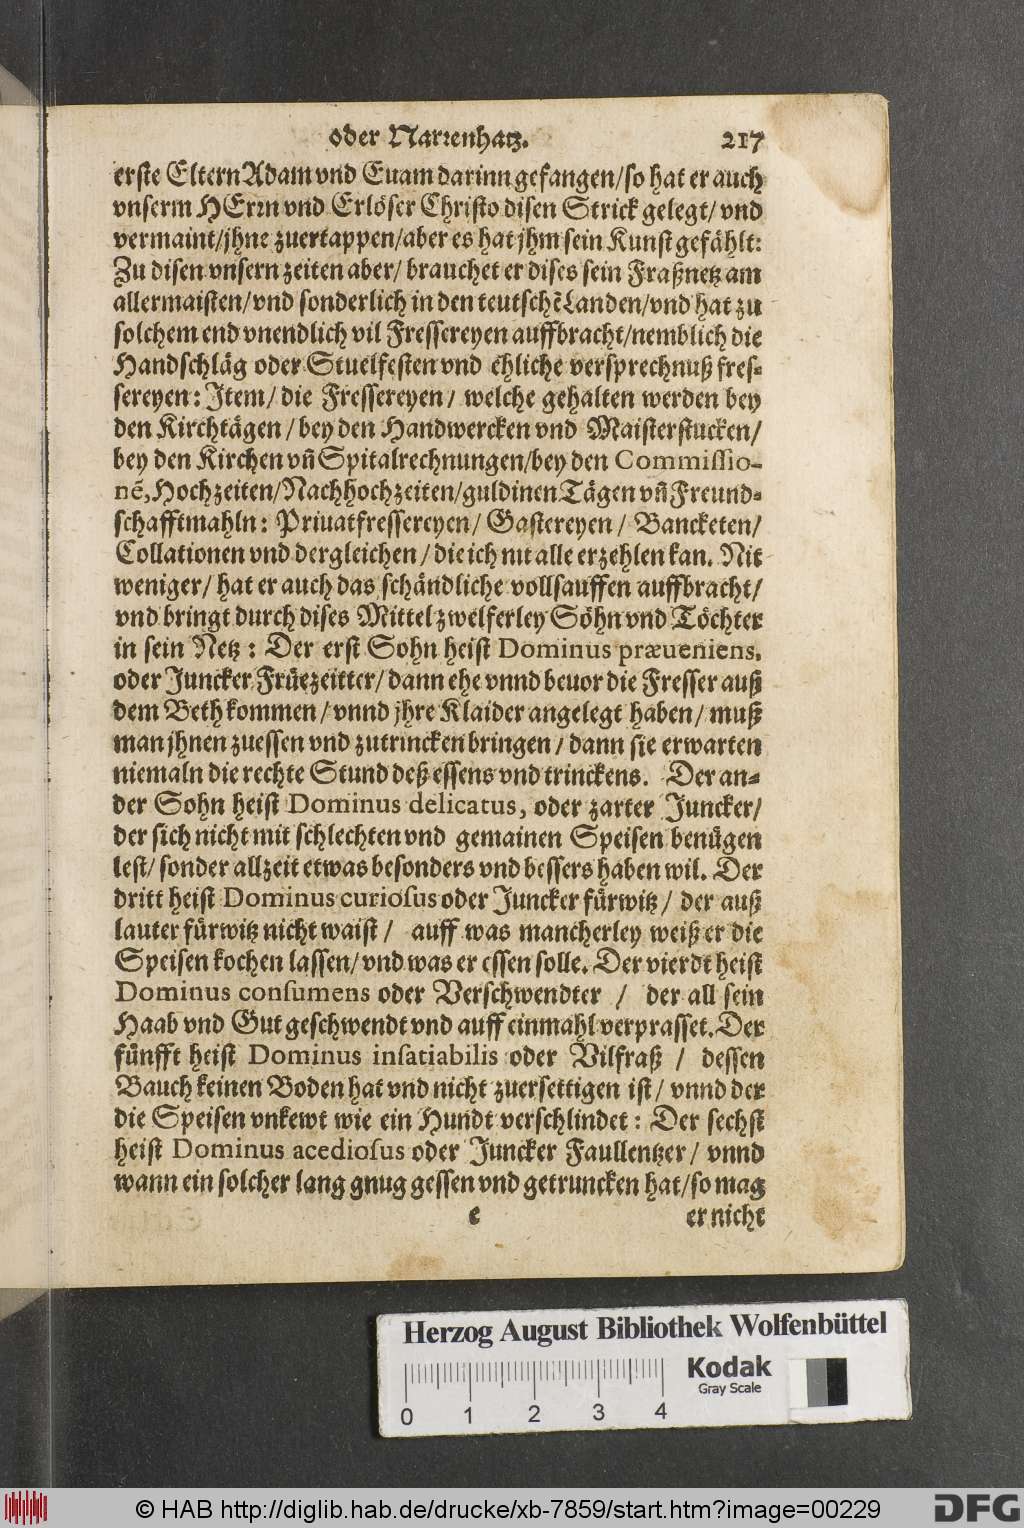 oder Narrenhatz. 217
erste Eltern Adam vnd Euam darinn gefangen/so hat er auch
vnserm HErrn vnd Erlöser Christo disen Strick gelegt/ vnd
vermaint/jhne zuertappen/aber es hat jhm sein Kunst gefählt:
Zu disen vnsern zeiten aber/ brauchet er dises sein Fraßnetz am
allermaisten/vnd sonderlich in den teutschẽ Landen/vnd hat zu
solchem end vnendlich vil Fressereyen auffbracht/nemblich die
Handschläg oder Stuelfesten vnd ehliche versprechnuß fres-
sereyen: Item/ die Fressereyen/ welche gehalten werden bey
den Kirchtägen/bey den Handwercken vnd Maisterstucken/
bey den Kirchen vñ Spitalrechnungen/bey den Commissio-
nẽ, Hochzeiten/Nachhochzeiten/guldinen Tägen vñ Freund-
schafftmahln: Priuatfressereyen/ Gastereyen/ Bancketen/
Collationen vnd dergleichen/die ich nit alle erzehlen kan. Nit
weniger/ hat er auch das schändliche vollsauffen auffbracht/
vnd bringt durch dises Mittel zwelferley Söhn vnd Töchter
in sein Netz: Der erst Sohn heist Dominus præueniens.
oder Juncker Früezeitter/dann ehe vnnd beuor die Fresser auß
dem Beth kommen/vnnd jhre Klaider angelegt haben/ muß
man jhnen zuessen vnd zutrincken bringen/dann sie erwarten
niemaln die rechte Stund deß essens vnd trinckens. Der an-
der Sohn heist Dominus delicatus, oder zarter Juncker/
der sich nicht mit schlechten vnd gemainen Speisen benügen
lest/sonder allzeit etwas besonders vnd bessers haben wil. Der
dritt heist Dominus curiosus oder Juncker fürwitz/ der auß
lauter fürwitz nicht waist/ auff was mancherley weiß er die
Speisen kochen lassen/vnd was er essen solle. Der vierdt heist
Dominus consumens oder Verschwendter/ der all sein
Haab vnd Gut geschwendt vnd auff einmahl verprasset. Der
fünfft heist Dominus insatiabilis oder Vilfraß/ dessen
Bauch keinen Boden hat vnd nicht zuersettigen ist/ vnnd der
die Speisen vnkewt wie ein Hundt verschlindet: Der sechst
heist Dominus acediosus oder Juncker Faullentzer/ vnnd
wann ein solcher lang gnug gessen vnd getruncken hat/so mag
e er nicht
Herzog August Bibliothek Wolfenbüttel
Kodak
Gray Scale
0 1 2 3 4
© HAB http://diglib.hab.de/drucke/xb-7859/start.htm?image=00229
DFG